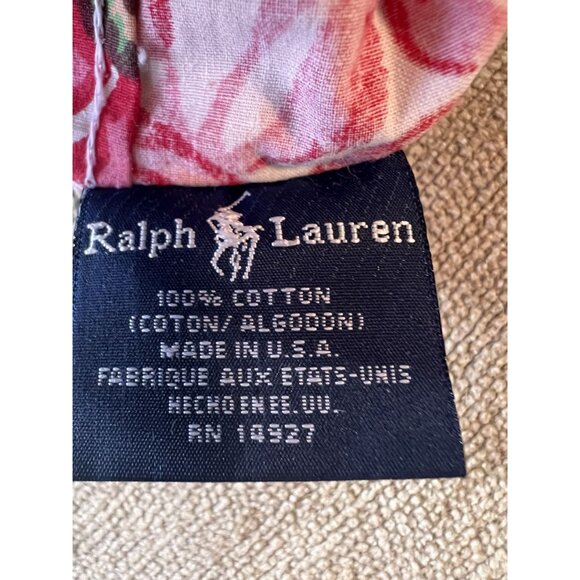 Ralph Lauren
100% COTTON
(COTON/ALGODON)
MADE IN U.S.A.
FABRIQUE AUX ETATS-UNIS
HECHO EN EE.UU.
RN 14927